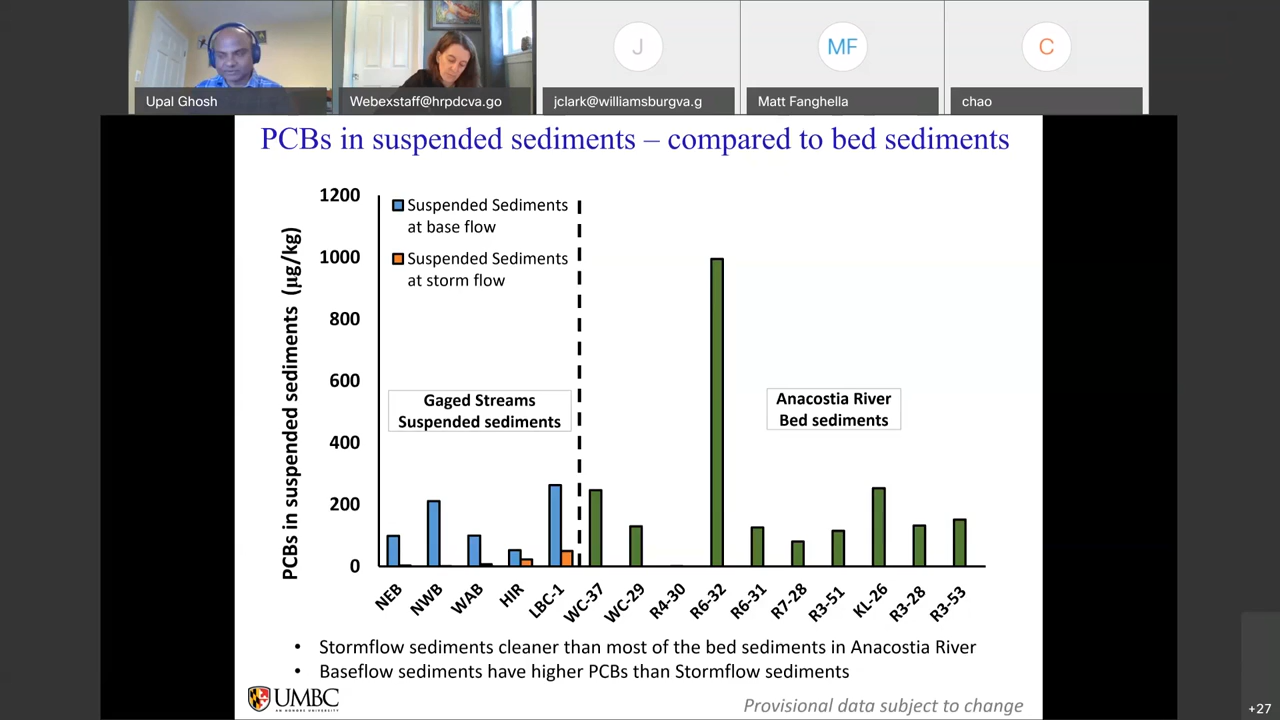 J
MF
C
Upal Ghosh
Webexstaff@hrpdcva.go
jclark@williamsburgva.g
Matt Fanghella
chao
PCBs in suspended sediments – compared to bed sediments
PCBs in suspended sediments (µg/kg)
1200
1000
800
600
400
200
0
Suspended Sediments
at base flow
Suspended Sediments
at storm flow
Gaged Streams
Suspended sediments
Anacostia River
Bed sediments
NEB
NWB
WAB
HIR
LBC-1
WC-37
WC-29
R4-30
R6-32
R6-31
R7-28
R3-51
KL-26
R3-28
R3-53
• Stormflow sediments cleaner than most of the bed sediments in Anacostia River
• Baseflow sediments have higher PCBs than Stormflow sediments
UMBC
Provisional data subject to change
+27